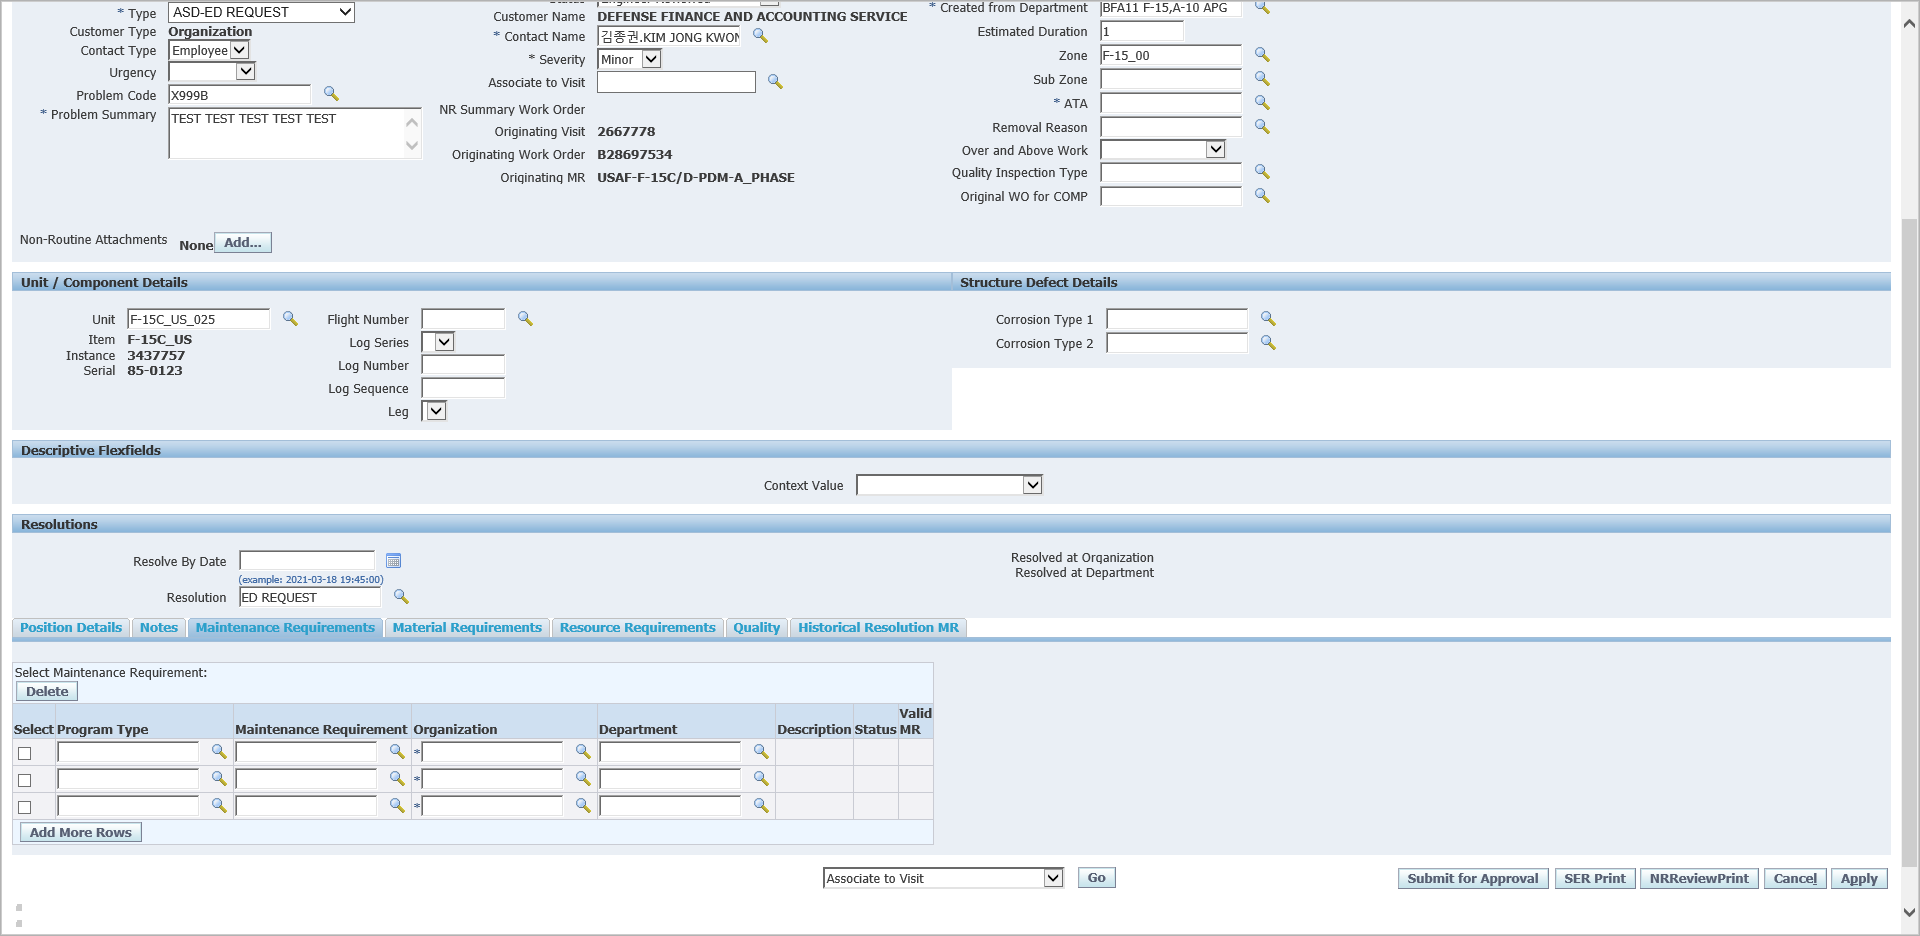 * Type ASD-ED REQUEST
Customer Type Organization
Contact Type Employee
Urgency
Problem Code X999B
* Problem Summary TEST TEST TEST TEST TEST
Customer Name DEFENSE FINANCE AND ACCOUNTING SERVICE
* Contact Name 김종권.KIM JONG KWON
* Severity Minor
Associate to Visit
NR Summary Work Order
Originating Visit 2667778
Originating Work Order B28697534
Originating MR USAF-F-15C/D-PDM-A_PHASE
* Created from Department BFA11 F-15,A-10 APG
Estimated Duration 1
Zone F-15_00
Sub Zone
* ATA
Removal Reason
Over and Above Work
Quality Inspection Type
Original WO for COMP
Non-Routine Attachments None Add...
Unit / Component Details
Unit F-15C_US_025
Item F-15C_US
Instance 3437757
Serial 85-0123
Flight Number
Log Series
Log Number
Log Sequence
Leg
Structure Defect Details
Corrosion Type 1
Corrosion Type 2
Descriptive Flexfields
Context Value
Resolutions
Resolve By Date
(example: 2021-03-18 19:45:00)
Resolution ED REQUEST
Resolved at Organization
Resolved at Department
Position Details Notes Maintenance Requirements Material Requirements Resource Requirements Quality Historical Resolution MR
Select Maintenance Requirement:
Delete
Select Program Type Maintenance Requirement Organization Department Description Status Valid MR
*
*
*
Add More Rows
Associate to Visit Go Submit for Approval SER Print NRReviewPrint Cancel Apply